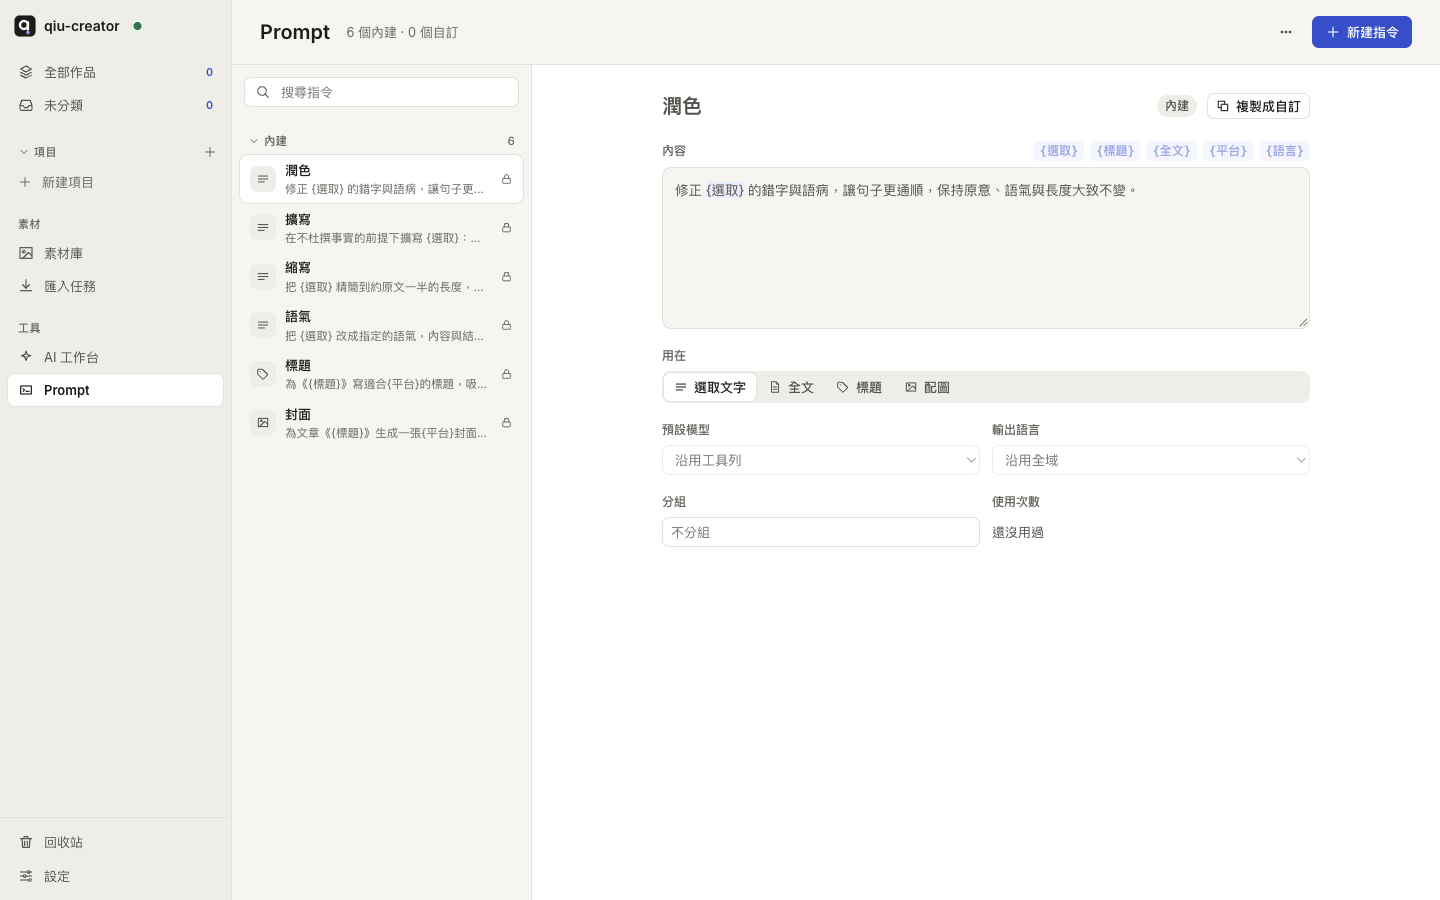 qiu-creator
全部作品 0
未分類 0
項目
新建項目
素材
素材庫
匯入任務
工具
AI 工作台
Prompt
回收站
設定
Prompt 6 個內建 · 0 個自訂
新建指令
搜尋指令
內建 6
潤色
修正 {選取} 的錯字與語病，讓句子更...
擴寫
在不杜撰事實的前提下擴寫 {選取}：...
縮寫
把 {選取} 精簡到約原文一半的長度，...
語氣
把 {選取} 改成指定的語氣，內容與結...
標題
為《{標題}》寫適合{平台}的標題，吸...
封面
為文章《{標題}》生成一張{平台}封面...
潤色 內建 複製成自訂
內容 {選取} {標題} {全文} {平台} {語言}
修正 {選取} 的錯字與語病，讓句子更通順，保持原意、語氣與長度大致不變。
用在
選取文字 全文 標題 配圖
預設模型 輸出語言
沿用工具列 沿用全域
分組 使用次數
不分組 還沒用過